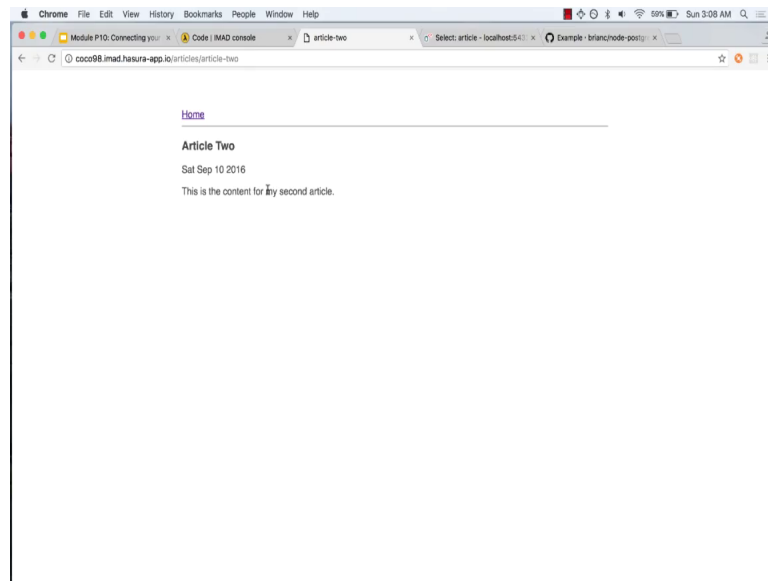 Chrome File Edit View History Bookmarks People Window Help 59% Sun 3:08 AM
Module P10: Connecting your Code | IMAD console article-two Select: article - localhost:543 Example · brianc/node-postg
coco98.imad.hasura-app.io/articles/article-two
Home
Article Two
Sat Sep 10 2016
This is the content for my second article.